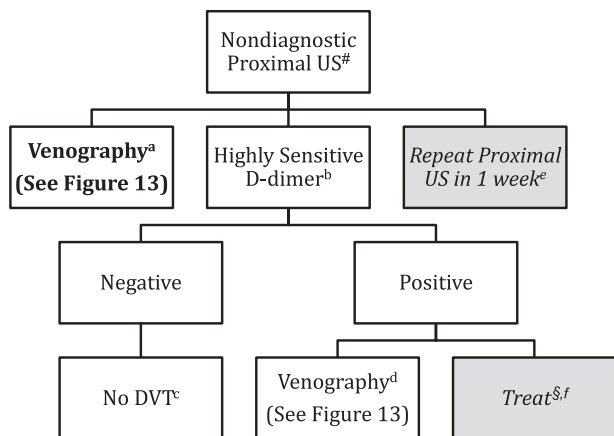 Nondiagnostic
Proximal US#
Venographyᵃ
(See Figure 13)
Highly Sensitive
D-dimerᵇ
Repeat Proximal
US in 1 weekᵉ
Negative
Positive
No DVTᶜ
Venographyᵈ
(See Figure 13)
Treat§,f